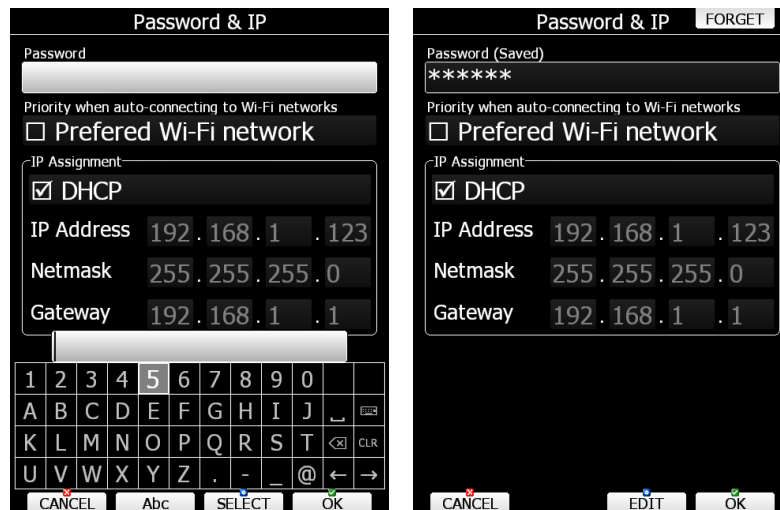 Password & IP
Password
Priority when auto-connecting to Wi-Fi networks
☐ Prefered Wi-Fi network
IP Assignment
☑ DHCP
IP Address 192 . 168 . 1 . 123
Netmask 255 . 255 . 255 . 0
Gateway 192 . 168 . 1 . 1
1 2 3 4 5 6 7 8 9 0
A B C D E F G H I J
K L M N O P Q R S T CLR
U V W X Y Z . - _ @ ← →
CANCEL Abc SELECT OK
Password & IP FORGET
Password (Saved)
******
Priority when auto-connecting to Wi-Fi networks
☐ Prefered Wi-Fi network
IP Assignment
☑ DHCP
IP Address 192 . 168 . 1 . 123
Netmask 255 . 255 . 255 . 0
Gateway 192 . 168 . 1 . 1
CANCEL EDIT OK